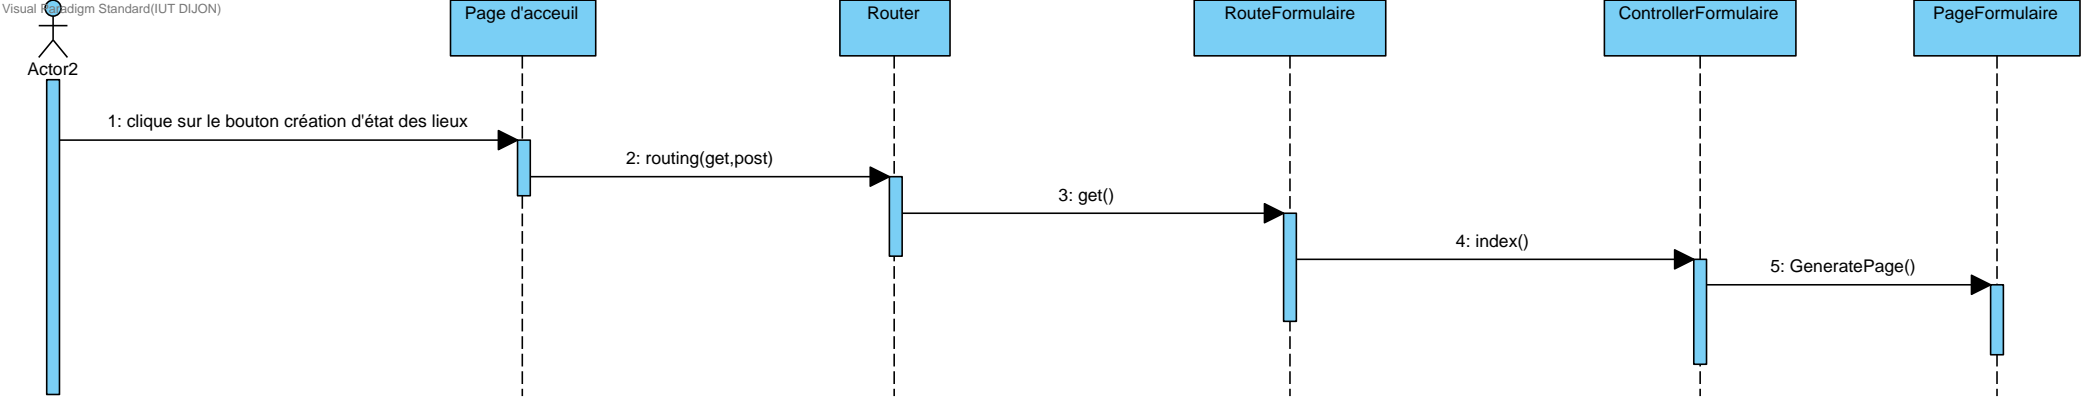 Visual Paradigm Standard(IUT DIJON)
Page d'acceuil
Router
RouteFormulaire
ControllerFormulaire
PageFormulaire
Actor2
1: clique sur le bouton création d'état des lieux
2: routing(get,post)
3: get()
4: index()
5: GeneratePage()